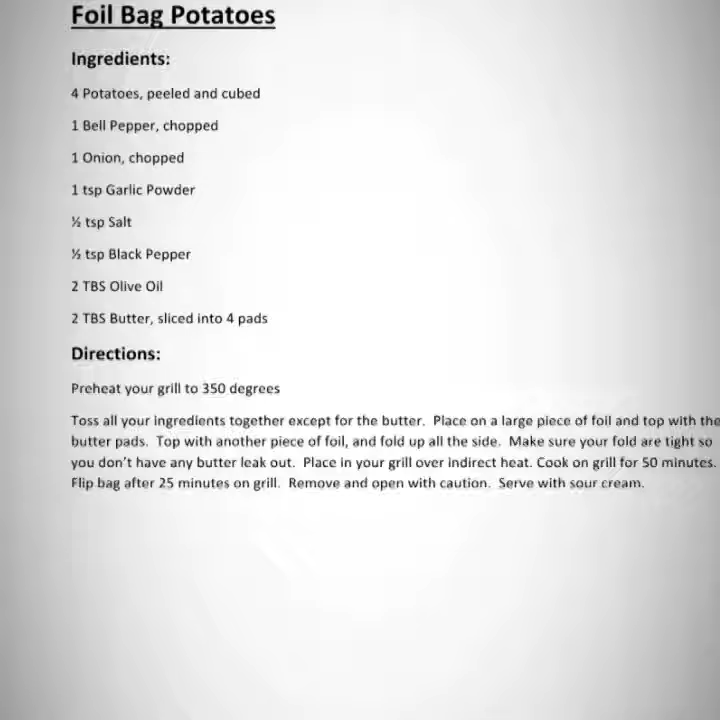 Foil Bag Potatoes
Ingredients:
4 Potatoes, peeled and cubed
1 Bell Pepper, chopped
1 Onion, chopped
1 tsp Garlic Powder
½ tsp Salt
½ tsp Black Pepper
2 TBS Olive Oil
2 TBS Butter, sliced into 4 pads
Directions:
Preheat your grill to 350 degrees
Toss all your ingredients together except for the butter.  Place on a large piece of foil and top with the
butter pads.  Top with another piece of foil, and fold up all the side.  Make sure your fold are tight so
you don't have any butter leak out.  Place in your grill over indirect heat. Cook on grill for 50 minutes.
Flip bag after 25 minutes on grill.  Remove and open with caution.  Serve with sour cream.